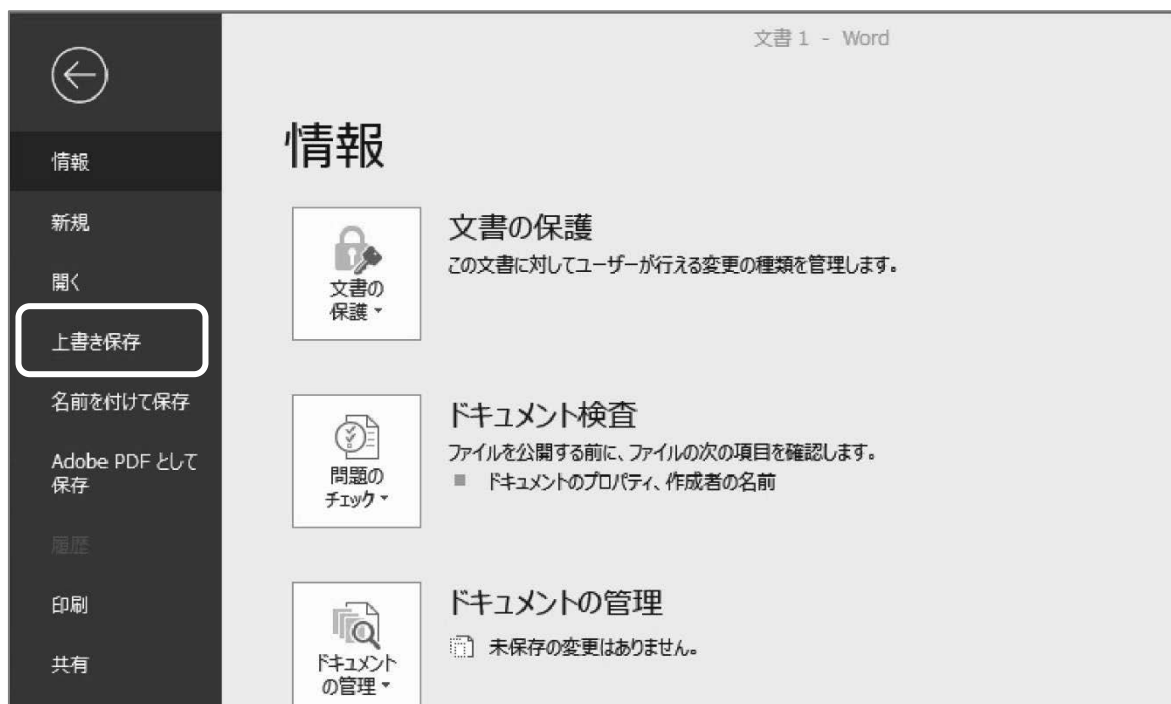 文書 1 - Word
情報
新規
開く
上書き保存
名前を付けて保存
Adobe PDF として
保存
履歴
印刷
共有
情報
文書の
保護
文書の保護
この文書に対してユーザーが行える変更の種類を管理します。
問題の
チェック
ドキュメント検査
ファイルを公開する前に、ファイルの次の項目を確認します。
ドキュメントのプロパティ、作成者の名前
ドキュメント
の管理
ドキュメントの管理
未保存の変更はありません。